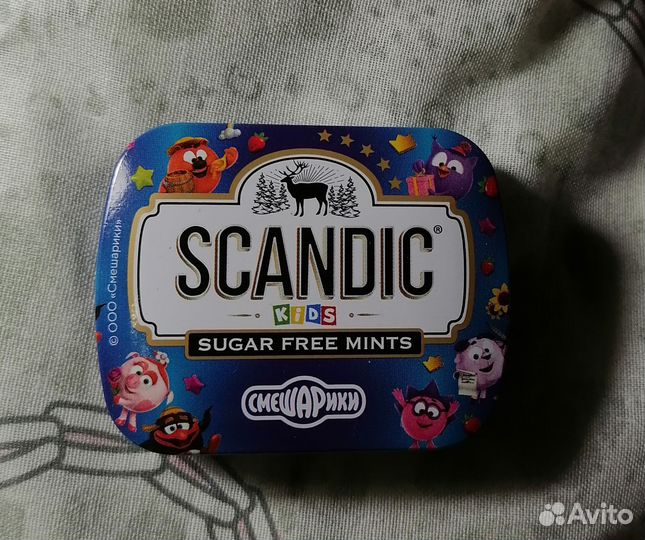 SCANDIC®
KiDS
SUGAR FREE MINTS
СМЕШАРИКИ
© ООО «Смешарики»
Avito